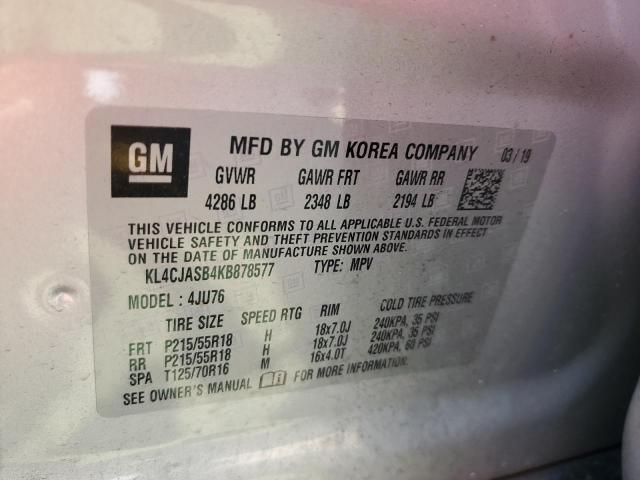 GM
MFD BY GM KOREA COMPANY 03/19
GVWR GAWR FRT GAWR RR
4286 LB 2348 LB 2194 LB
THIS VEHICLE CONFORMS TO ALL APPLICABLE U.S. FEDERAL MOTOR
VEHICLE SAFETY AND THEFT PREVENTION STANDARDS IN EFFECT
ON THE DATE OF MANUFACTURE SHOWN ABOVE.
KL4CJASB4KB878577 TYPE: MPV
MODEL: 4JU76
TIRE SIZE SPEED RTG RIM COLD TIRE PRESSURE
FRT P215/55R18 H 18x7.0J 240KPA, 35 PSI
RR P215/55R18 H 18x7.0J 240KPA, 35 PSI
SPA T125/70R16 M 16x4.0T 420KPA, 60 PSI
SEE OWNER'S MANUAL FOR MORE INFORMATION.